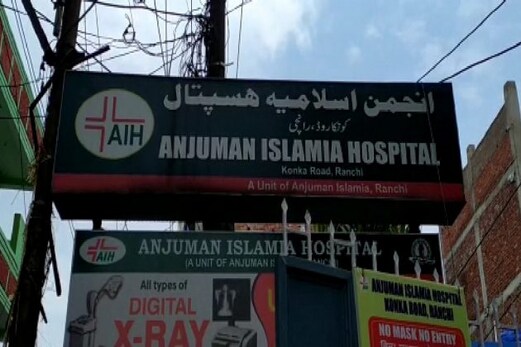 انجمن اسلامیہ ھسپتال
کونکا روڈ، رانچی
AIH
ANJUMAN ISLAMIA HOSPITAL
Konka Road, Ranchi
A Unit of Anjuman Islamia, Ranchi
AIH
ANJUMAN ISLAMIA HOSPITAL
(A UNIT OF ANJUMAN
All types of
DIGITAL
X-RAY
ANJUMAN ISLAMIA HOSPITAL
KONKA ROAD, RANCHI
NO MASK NO ENTRY